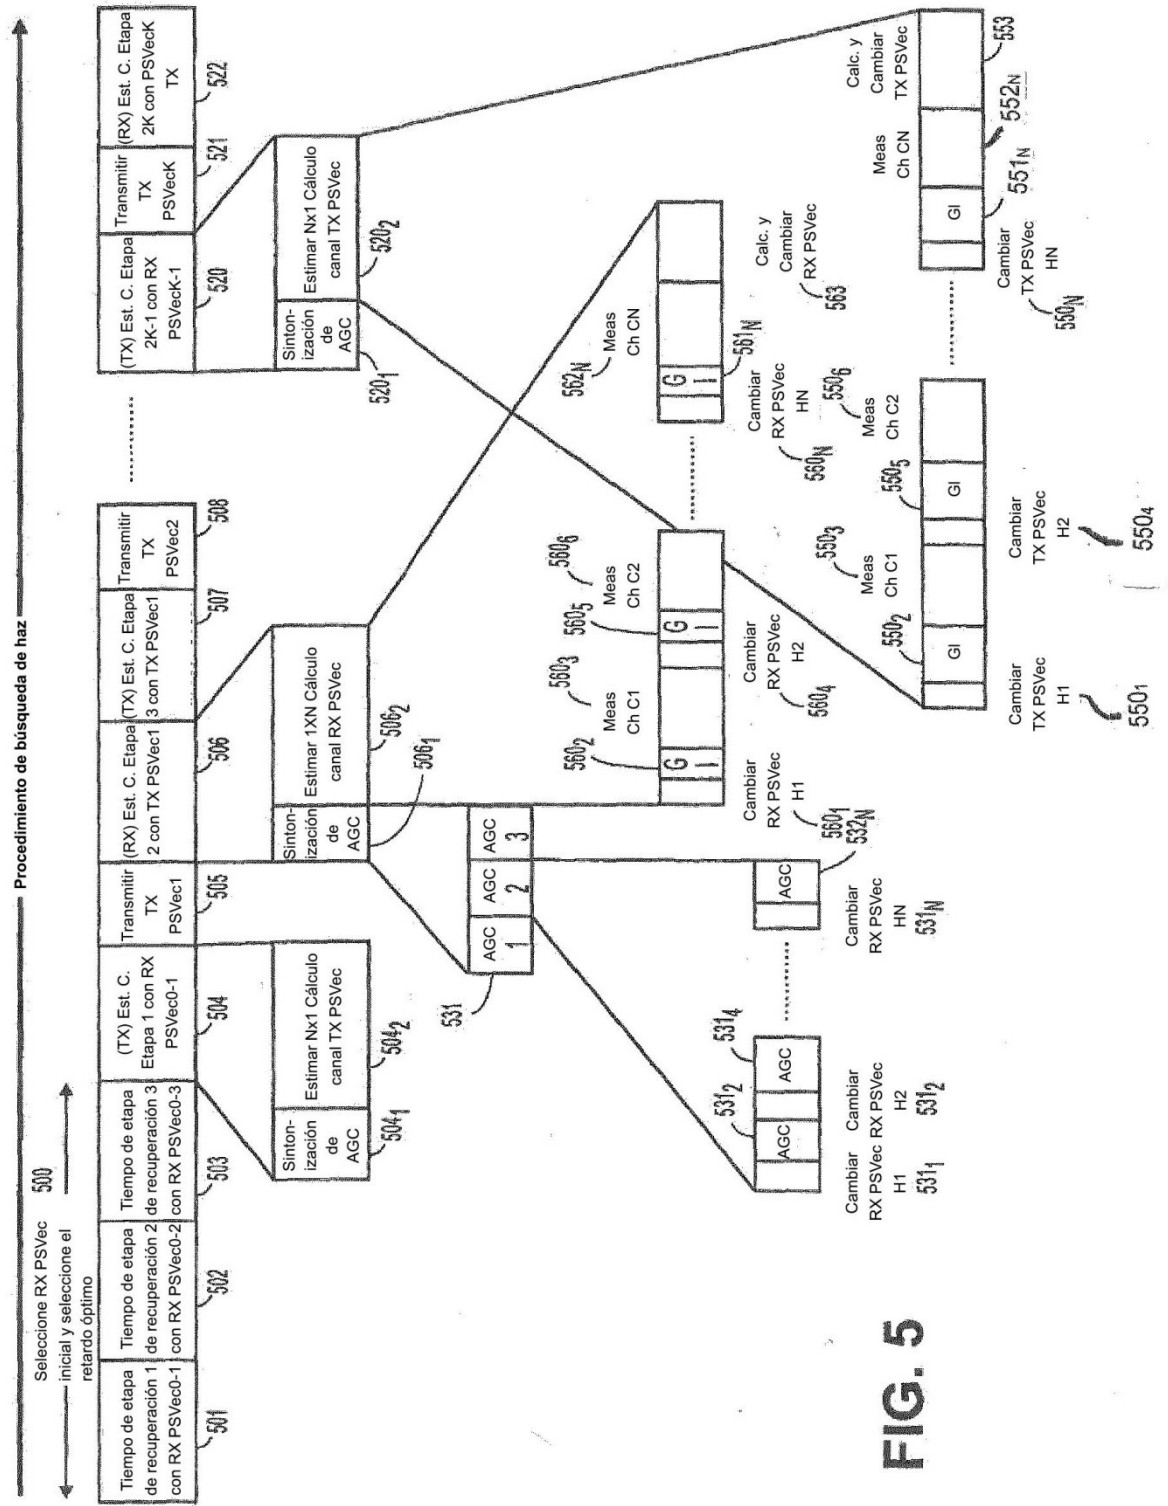 Procedimiento de búsqueda de haz
Seleccione RX PSVec
inicial y seleccione el
retardo óptimo
500
Tiempo de etapa
de recuperación 1
con RX PSVec0-1
501
Tiempo de etapa
de recuperación 2
con RX PSVec0-2
502
Tiempo de etapa
de recuperación 3
con RX PSVec0-3
503
(TX) Est. C.
Etapa 1 con RX
PSVec0-1
504
Transmitir
TX
PSVec1
505
(RX) Est. C. Etapa
2 con TX PSVec1
506
(TX) Est. C. Etapa
3 con TX PSVec1
507
Transmitir
TX
PSVec2
508
(TX) Est. C. Etapa
2K-1 con RX
PSVecK-1
520
Transmitir
TX
PSVecK
521
(RX) Est. C. Etapa
2K con PSVecK
TX
522
Sinton-
ización
de
AGC
504₁
Estimar Nx1 Cálculo
canal TX PSVec
504₂
Sinton-
ización
de
AGC
506₁
Estimar 1XN Cálculo
canal RX PSVec
506₂
Sintonización
de
AGC
520₁
Estimar Nx1 Cálculo
canal TX PSVec
520₂
AGC
1
AGC
2
AGC
3
531
560₂
560₃
Meas
Ch C1
560₅
560₆
Meas
Ch C2
562N
Meas
Ch CN
G
I
G
I
G
I
561N
Cambiar
RX PSVec
H1
560₁
Cambiar
RX PSVec
H2
560₄
Cambiar
RX PSVec
HN
560N
Calc. y
Cambiar
RX PSVec
563
531₂
531₄
532N
AGC
AGC
AGC
Cambiar
RX PSVec
H1
531₁
Cambiar
RX PSVec
H2
531₂
Cambiar
RX PSVec
HN
531N
550₂
550₃
Meas
Ch C1
550₅
550₆
Meas
Ch C2
Meas
Ch CN
Calc. y
Cambiar
TX PSVec
GI
GI
GI
551N
552N
553
Cambiar
TX PSVec
H1
550₁
Cambiar
TX PSVec
H2
550₄
Cambiar
TX PSVec
HN
550N
FIG. 5